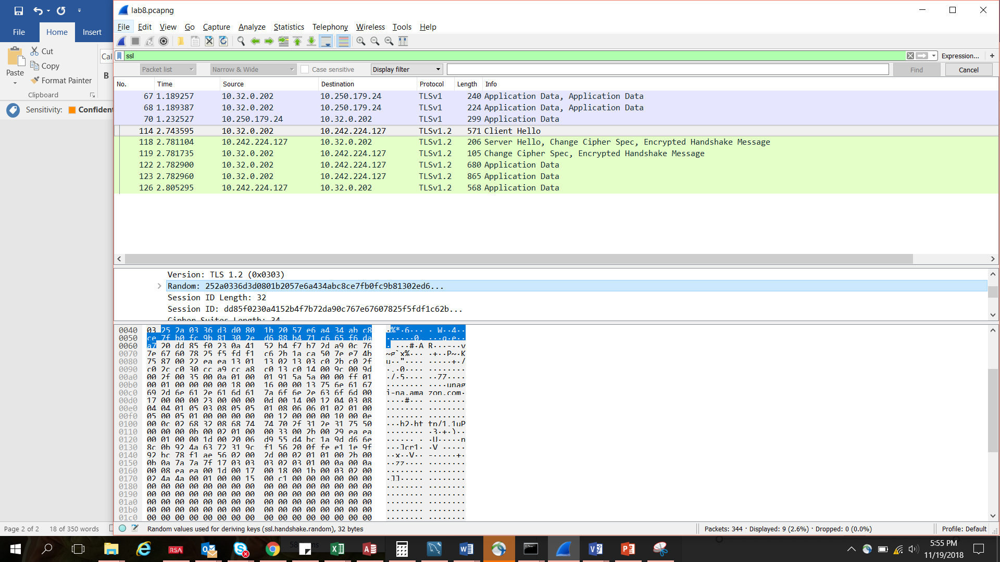 lab8.pcapng
File Edit View Go Capture Analyze Statistics Telephony Wireless Tools Help
File Home Insert
Cut
Copy
Paste
Format Painter
Clipboard
Cal
B
Sensitivity: Confident
ssl
Expression... +
Packet list Narrow & Wide Case sensitive Display filter Find Cancel
No. Time Source Destination Protocol Length Info
67 1.189257 10.32.0.202 10.250.179.24 TLSv1 240 Application Data, Application Data
68 1.189387 10.32.0.202 10.250.179.24 TLSv1 224 Application Data, Application Data
70 1.232527 10.250.179.24 10.32.0.202 TLSv1 299 Application Data
114 2.743595 10.32.0.202 10.242.224.127 TLSv1.2 571 Client Hello
118 2.781104 10.242.224.127 10.32.0.202 TLSv1.2 206 Server Hello, Change Cipher Spec, Encrypted Handshake Message
119 2.781735 10.32.0.202 10.242.224.127 TLSv1.2 105 Change Cipher Spec, Encrypted Handshake Message
122 2.782900 10.32.0.202 10.242.224.127 TLSv1.2 680 Application Data
123 2.782960 10.32.0.202 10.242.224.127 TLSv1.2 865 Application Data
126 2.805295 10.242.224.127 10.32.0.202 TLSv1.2 568 Application Data
Version: TLS 1.2 (0x0303)
Random: 252a0336d3d0801b2057e6a434abc8ce7fb0fc9b81302ed6...
Session ID Length: 32
Session ID: dd85f0230a4152b4f7b72da90c767e67607825f5fdf1c62b...
Cipher Suites Length: 34
0040 03 25 2a 03 36 d3 d0 80 1b 20 57 e6 a4 34 ab c8 ·%*·6··· · W··4··
0050 ce 7f b0 fc 9b 81 30 2e d6 88 b4 71 c6 65 f6 da ······0. ···q·e··
0060 a7 20 dd 85 f0 23 0a 41 52 b4 f7 b7 2d a9 0c 76 · ···#·A R···-··v
0070 7e 67 60 78 25 f5 fd f1 c6 2b 1a ca 50 7e e7 4b ~g`x%··· ·+··P~·K
0080 75 87 00 22 ea ea 13 01 13 02 13 03 c0 2b c0 2f u··"···· ·····+·/
0090 c0 2c c0 30 cc a9 cc a8 c0 13 c0 14 00 9c 00 9d ·,·0···· ········
00a0 00 2f 00 35 00 0a 01 00 01 91 5a 5a 00 00 ff 01 ·/·5···· ··ZZ····
00b0 00 01 00 00 00 00 18 00 16 00 00 13 75 6e 61 67 ········ ····unag
00c0 69 2d 6e 61 2e 61 6d 61 7a 6f 6e 2e 63 6f 6d 00 i-na.ama zon.com·
00d0 17 00 00 00 23 00 00 00 0d 00 14 00 12 04 03 08 ····#··· ········
00e0 04 04 01 05 03 08 05 05 01 08 06 06 01 02 01 00 ········ ········
00f0 05 00 05 01 00 00 00 00 00 12 00 00 00 10 00 0e ········ ········
0100 00 0c 02 68 32 08 68 74 74 70 2f 31 2e 31 75 50 ···h2·ht tp/1.1uP
0110 00 00 00 0b 00 02 01 00 00 33 00 2b 00 29 ea ea ········ ·3·+·)··
0120 00 01 00 00 1d 00 20 06 d9 55 d4 bc 1a 9d d6 6e ······ · ·U·····n
0130 8c 0b 92 4a 63 72 31 9c f1 56 20 0f fe e1 1e 9f ···Jcr1· ·V ·····
0140 92 bc 78 f1 ae 56 02 00 2d 00 02 01 01 00 2b 00 ··x··V·· -·····+·
0150 0b 0a 7a 7a 7f 17 03 03 03 02 03 01 00 0a 00 0a ··zz···· ········
0160 00 08 ea ea 00 1d 00 17 00 18 00 1b 00 03 02 00 ········ ········
0170 02 4a 4a 00 01 00 00 15 00 c1 00 00 00 00 00 00 ·JJ····· ········
0180 00 00 00 00 00 00 00 00 00 00 00 00 00 00 00 00 ········ ········
0190 00 00 00 00 00 00 00 00 00 00 00 00 00 00 00 00 ········ ········
01a0 00 00 00 00 00 00 00 00 00 00 00 00 00 00 00 00 ········ ········
01b0 00 00 00 00 00 00 00 00 00 00 00 00 00 00 00 00 ········ ········
01c0 00 00 00 00 00 00 00 00 00 00 00 00 00 00 00 00 ········ ········
Page 2 of 2 18 of 350 words
Random values used for deriving keys (ssl.handshake.random), 32 bytes
Packets: 344 · Displayed: 9 (2.6%) · Dropped: 0 (0.0%)
Profile: Default
RSA
5:55 PM
11/19/2018